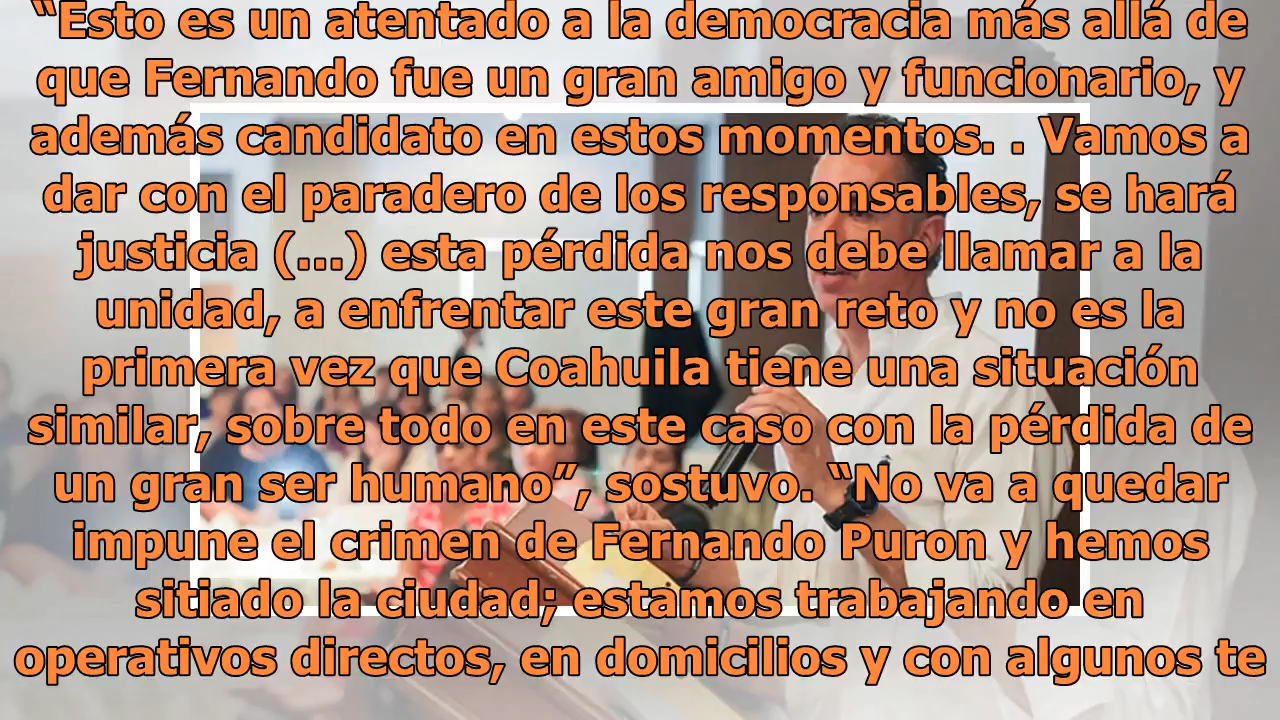 “Esto es un atentado a la democracia más allá de
que Fernando fue un gran amigo y funcionario, y
además candidato en estos momentos. . Vamos a
dar con el paradero de los responsables, se hará
justicia (...) esta pérdida nos debe llamar a la
unidad, a enfrentar este gran reto y no es la
primera vez que Coahuila tiene una situación
similar, sobre todo en este caso con la pérdida de
un gran ser humano”, sostuvo. “No va a quedar
impune el crimen de Fernando Puron y hemos
sitiado la ciudad; estamos trabajando en
operativos directos, en domicilios y con algunos te